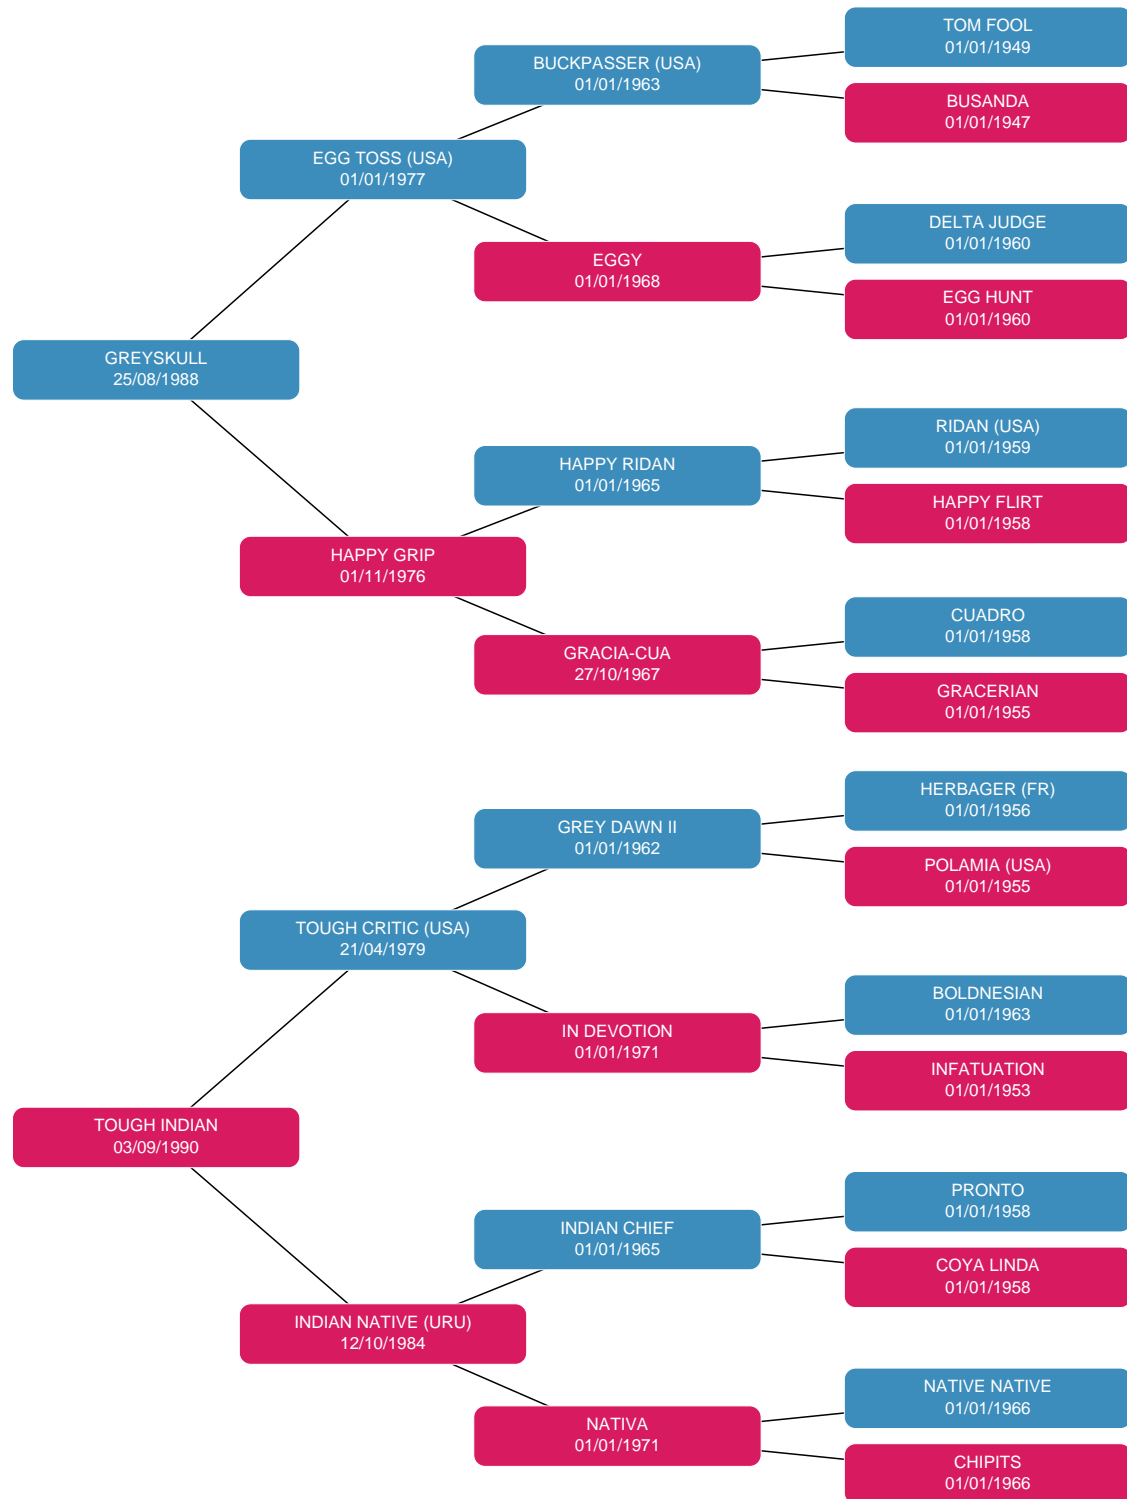 TOM FOOL
01/01/1949
BUCKPASSER (USA)
01/01/1963
BUSANDA
01/01/1947
EGG TOSS (USA)
01/01/1977
DELTA JUDGE
01/01/1960
EGGY
01/01/1968
EGG HUNT
01/01/1960
GREYSKULL
25/08/1988
RIDAN (USA)
01/01/1959
HAPPY RIDAN
01/01/1965
HAPPY FLIRT
01/01/1958
HAPPY GRIP
01/11/1976
CUADRO
01/01/1958
GRACIA-CUA
27/10/1967
GRACERIAN
01/01/1955
HERBAGER (FR)
01/01/1956
GREY DAWN II
01/01/1962
POLAMIA (USA)
01/01/1955
TOUGH CRITIC (USA)
21/04/1979
BOLDNESIAN
01/01/1963
IN DEVOTION
01/01/1971
INFATUATION
01/01/1953
TOUGH INDIAN
03/09/1990
PRONTO
01/01/1958
INDIAN CHIEF
01/01/1965
COYA LINDA
01/01/1958
INDIAN NATIVE (URU)
12/10/1984
NATIVE NATIVE
01/01/1966
NATIVA
01/01/1971
CHIPITS
01/01/1966